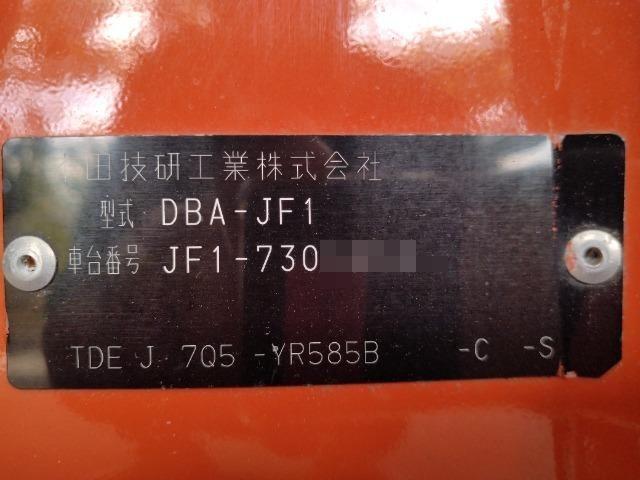 本田技研工業株式会社
型式 DBA-JF1
車台番号 JF1-730
TDE J 7Q5 -YR585B -C -S